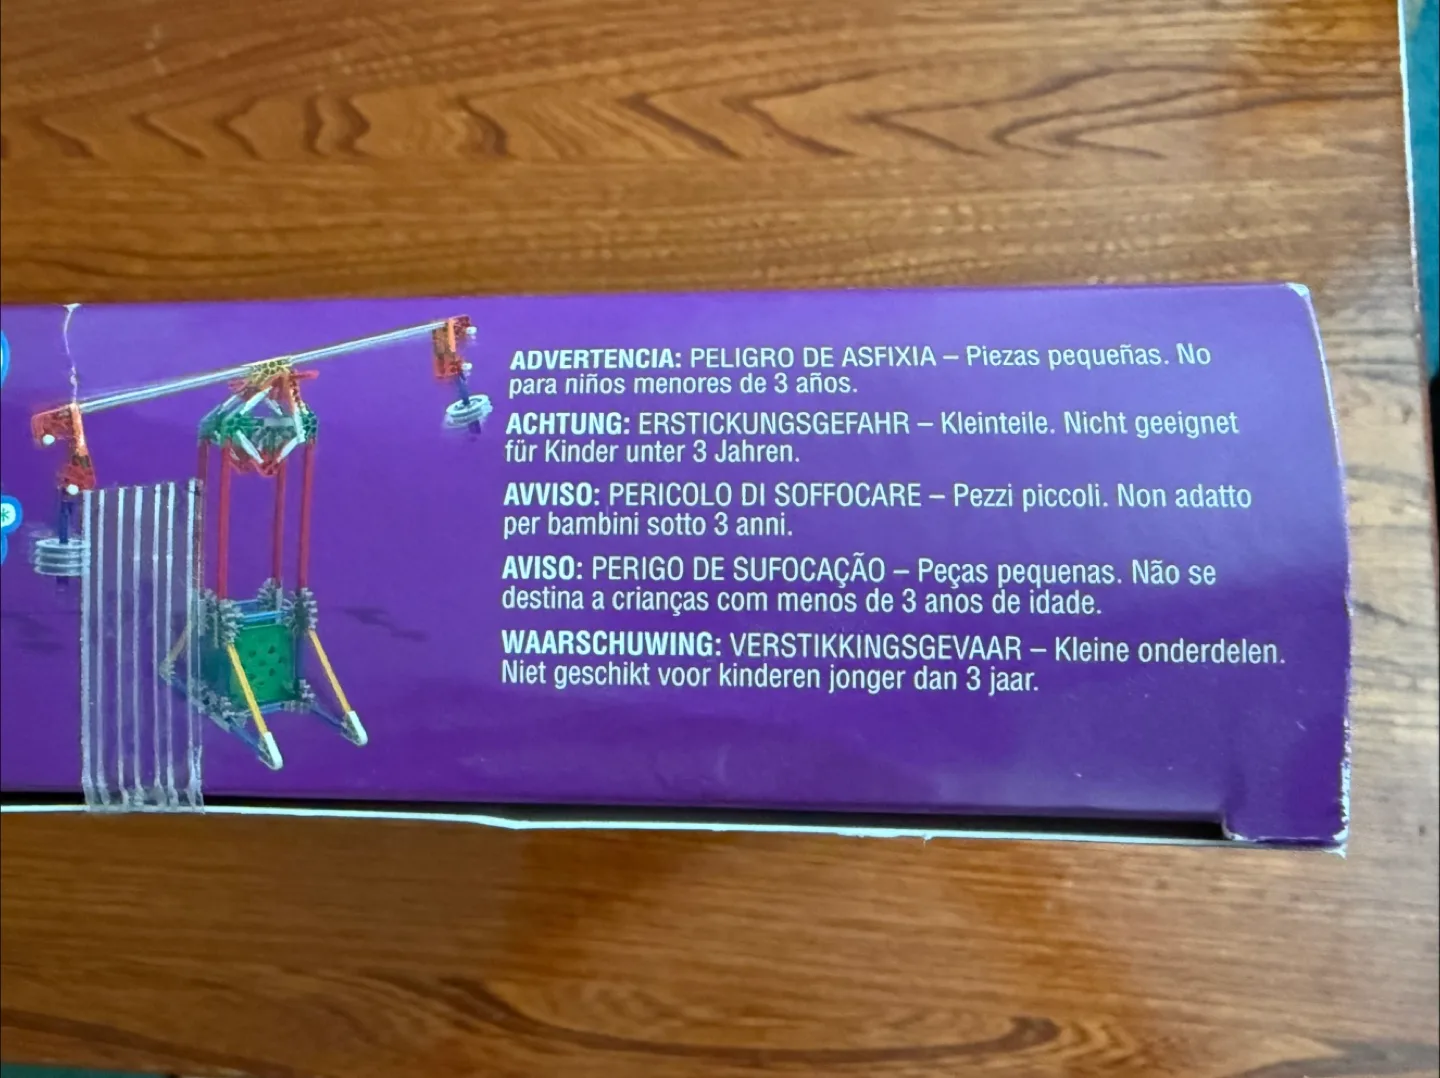 ADVERTENCIA: PELIGRO DE ASFIXIA – Piezas pequeñas. No
para niños menores de 3 años.
ACHTUNG: ERSTICKUNGSGEFAHR – Kleinteile. Nicht geeignet
für Kinder unter 3 Jahren.
AVVISO: PERICOLO DI SOFFOCARE – Pezzi piccoli. Non adatto
per bambini sotto 3 anni.
AVISO: PERIGO DE SUFOCAÇÃO – Peças pequenas. Não se
destina a crianças com menos de 3 anos de idade.
WAARSCHUWING: VERSTIKKINGSGEVAAR – Kleine onderdelen.
Niet geschikt voor kinderen jonger dan 3 jaar.